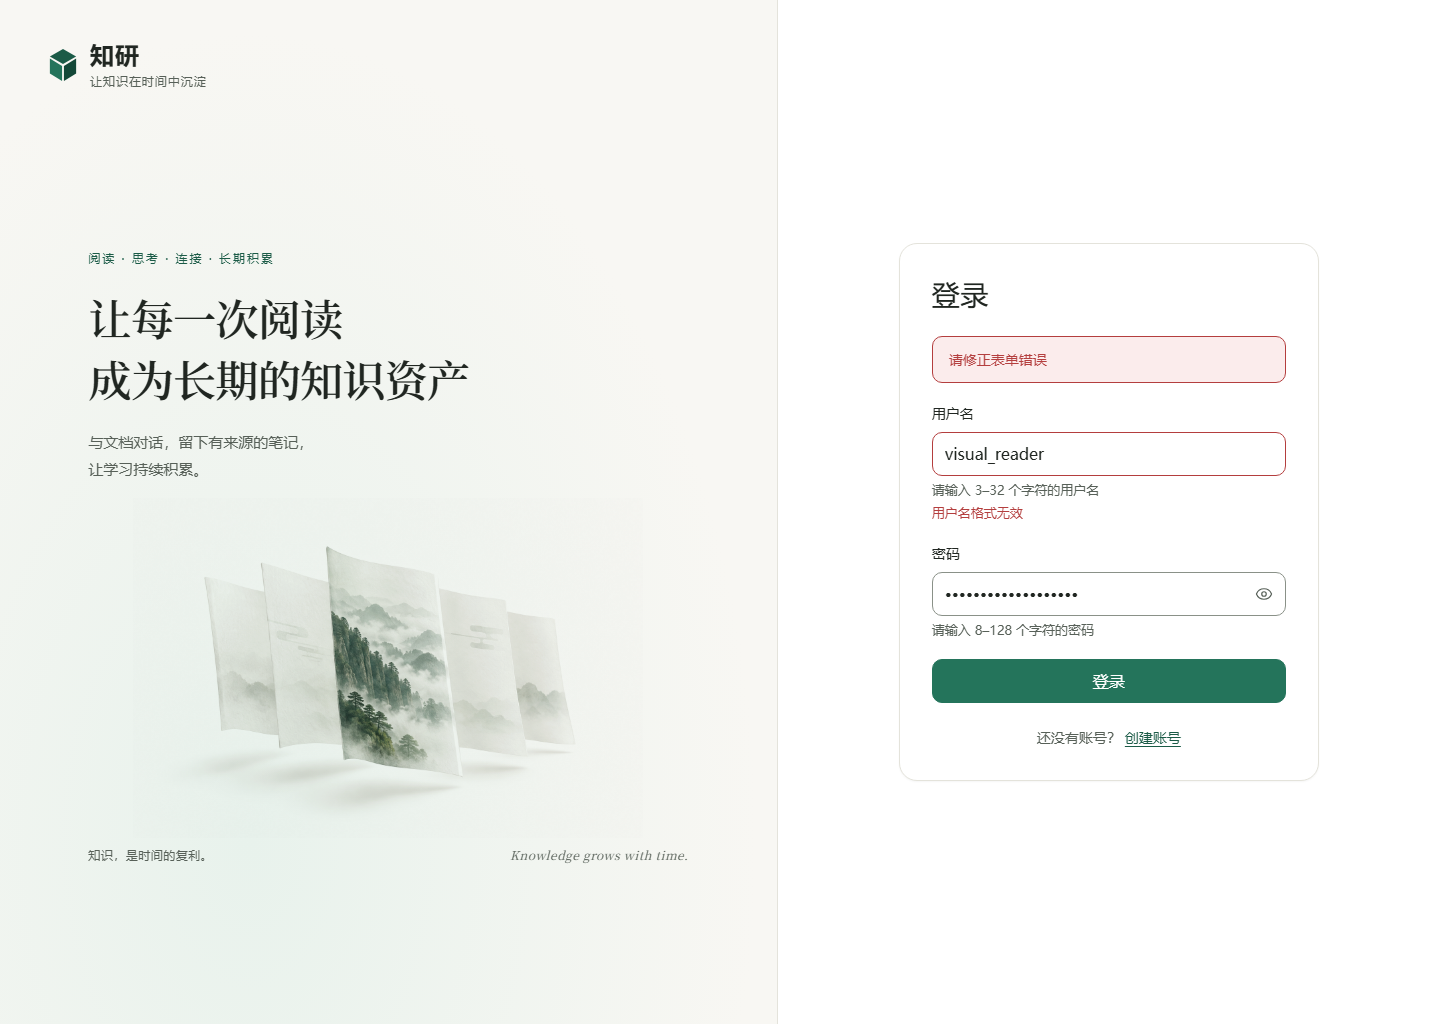 知研
让知识在时间中沉淀
阅读 · 思考 · 连接 · 长期积累
让每一次阅读
成为长期的知识资产
与文档对话，留下有来源的笔记，
让学习持续积累。
知识，是时间的复利。
Knowledge grows with time.
登录
请修正表单错误
用户名
visual_reader
请输入 3–32 个字符的用户名
用户名格式无效
密码
•••••••••••••••••••
请输入 8–128 个字符的密码
登录
还没有账号？ 创建账号